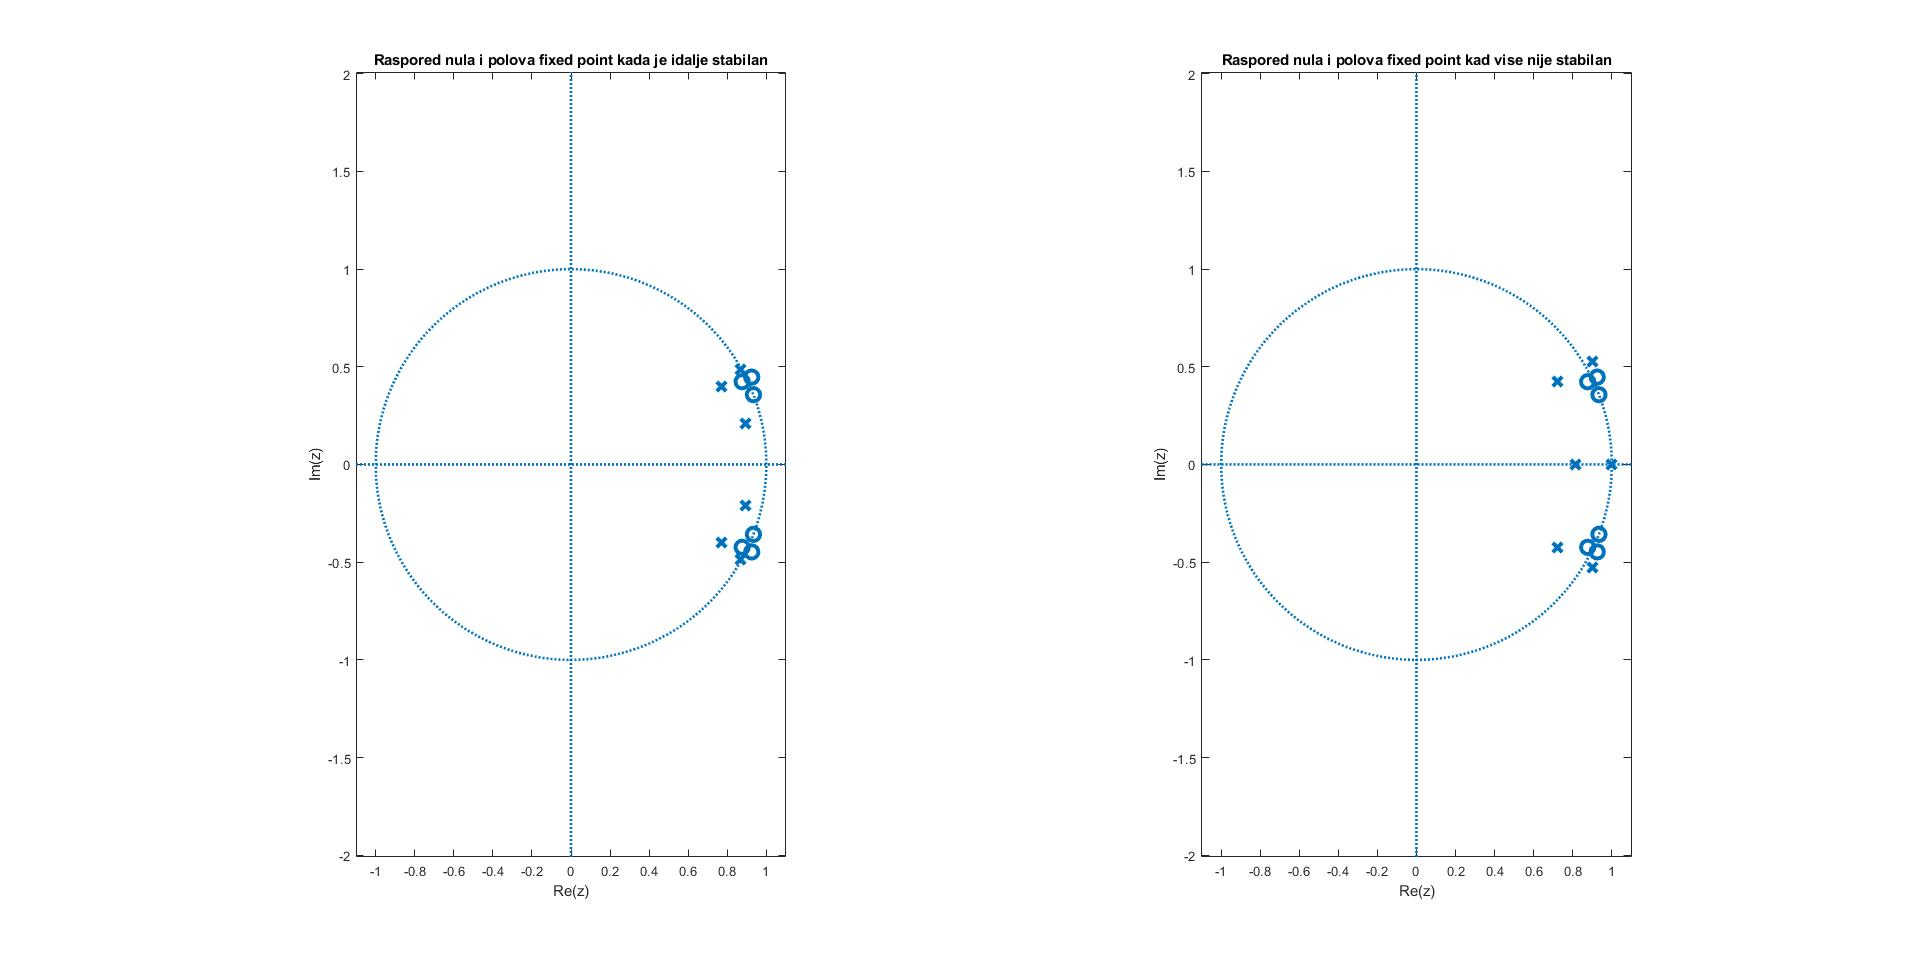 Raspored nula i polova fixed point kada je idalje stabilan
2
1.5
1
0.5
0
-0.5
-1
-1.5
-2
Im(z)
-1 -0.8 -0.6 -0.4 -0.2 0 0.2 0.4 0.6 0.8 1
Re(z)
Raspored nula i polova fixed point kad vise nije stabilan
2
1.5
1
0.5
0
-0.5
-1
-1.5
-2
Im(z)
-1 -0.8 -0.6 -0.4 -0.2 0 0.2 0.4 0.6 0.8 1
Re(z)